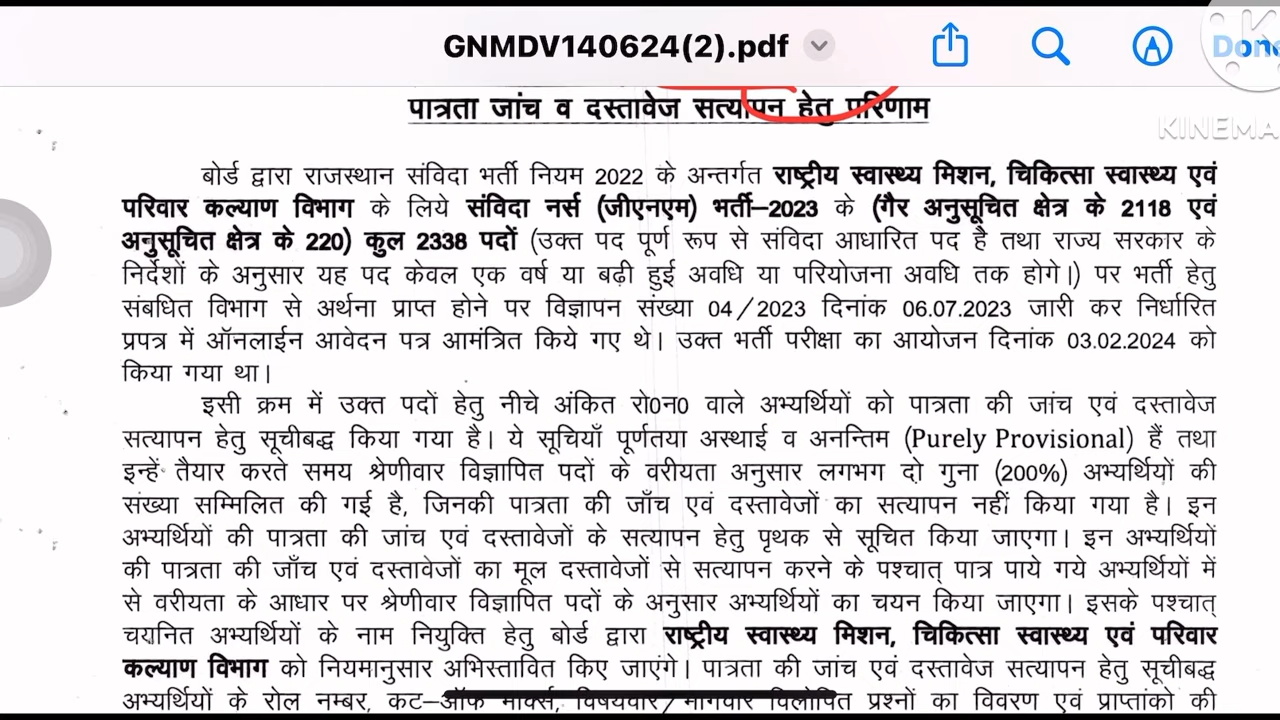 GNMDV140624(2).pdf
Done
KINEMA
पात्रता जांच व दस्तावेज सत्यापन हेतु परिणाम
बोर्ड द्वारा राजस्थान संविदा भर्ती नियम 2022 के अन्तर्गत राष्ट्रीय स्वास्थ्य मिशन, चिकित्सा स्वास्थ्य एवं
परिवार कल्याण विभाग के लिये संविदा नर्स (जीएनएम) भर्ती–2023 के (गैर अनुसूचित क्षेत्र के 2118 एवं
अनुसूचित क्षेत्र के 220) कुल 2338 पदों (उक्त पद पूर्ण रूप से संविदा आधारित पद है तथा राज्य सरकार के
निर्देशों के अनुसार यह पद केवल एक वर्ष या बढ़ी हुई अवधि या परियोजना अवधि तक होगे।) पर भर्ती हेतु
संबधित विभाग से अर्थना प्राप्त होने पर विज्ञापन संख्या 04/2023 दिनांक 06.07.2023 जारी कर निर्धारित
प्रपत्र में ऑनलाईन आवेदन पत्र आमंत्रित किये गए थे। उक्त भर्ती परीक्षा का आयोजन दिनांक 03.02.2024 को
किया गया था।
इसी क्रम में उक्त पदों हेतु नीचे अंकित रो0न0 वाले अभ्यर्थियों को पात्रता की जांच एवं दस्तावेज
सत्यापन हेतु सूचीबद्ध किया गया है। ये सूचियाँ पूर्णतया अस्थाई व अनन्तिम (Purely Provisional) हैं तथा
इन्हें तैयार करते समय श्रेणीवार विज्ञापित पदों के वरीयता अनुसार लगभग दो गुना (200%) अभ्यर्थियों की
संख्या सम्मिलित की गई है, जिनकी पात्रता की जाँच एवं दस्तावेजों का सत्यापन नहीं किया गया है। इन
अभ्यर्थियों की पात्रता की जांच एवं दस्तावेजों के सत्यापन हेतु पृथक से सूचित किया जाएगा। इन अभ्यर्थियों
की पात्रता की जाँच एवं दस्तावेजों का मूल दस्तावेजों से सत्यापन करने के पश्चात् पात्र पाये गये अभ्यर्थियों में
से वरीयता के आधार पर श्रेणीवार विज्ञापित पदों के अनुसार अभ्यर्थियों का चयन किया जाएगा। इसके पश्चात्
चयनित अभ्यर्थियों के नाम नियुक्ति हेतु बोर्ड द्वारा राष्ट्रीय स्वास्थ्य मिशन, चिकित्सा स्वास्थ्य एवं परिवार
कल्याण विभाग को नियमानुसार अभिस्तावित किए जाएंगे। पात्रता की जांच एवं दस्तावेज सत्यापन हेतु सूचीबद्ध
अभ्यर्थियों के रोल नम्बर, कट–ऑफ मार्क्स, विषयवार/भागवार विलोपित प्रश्नों का विवरण एवं प्राप्तांको की